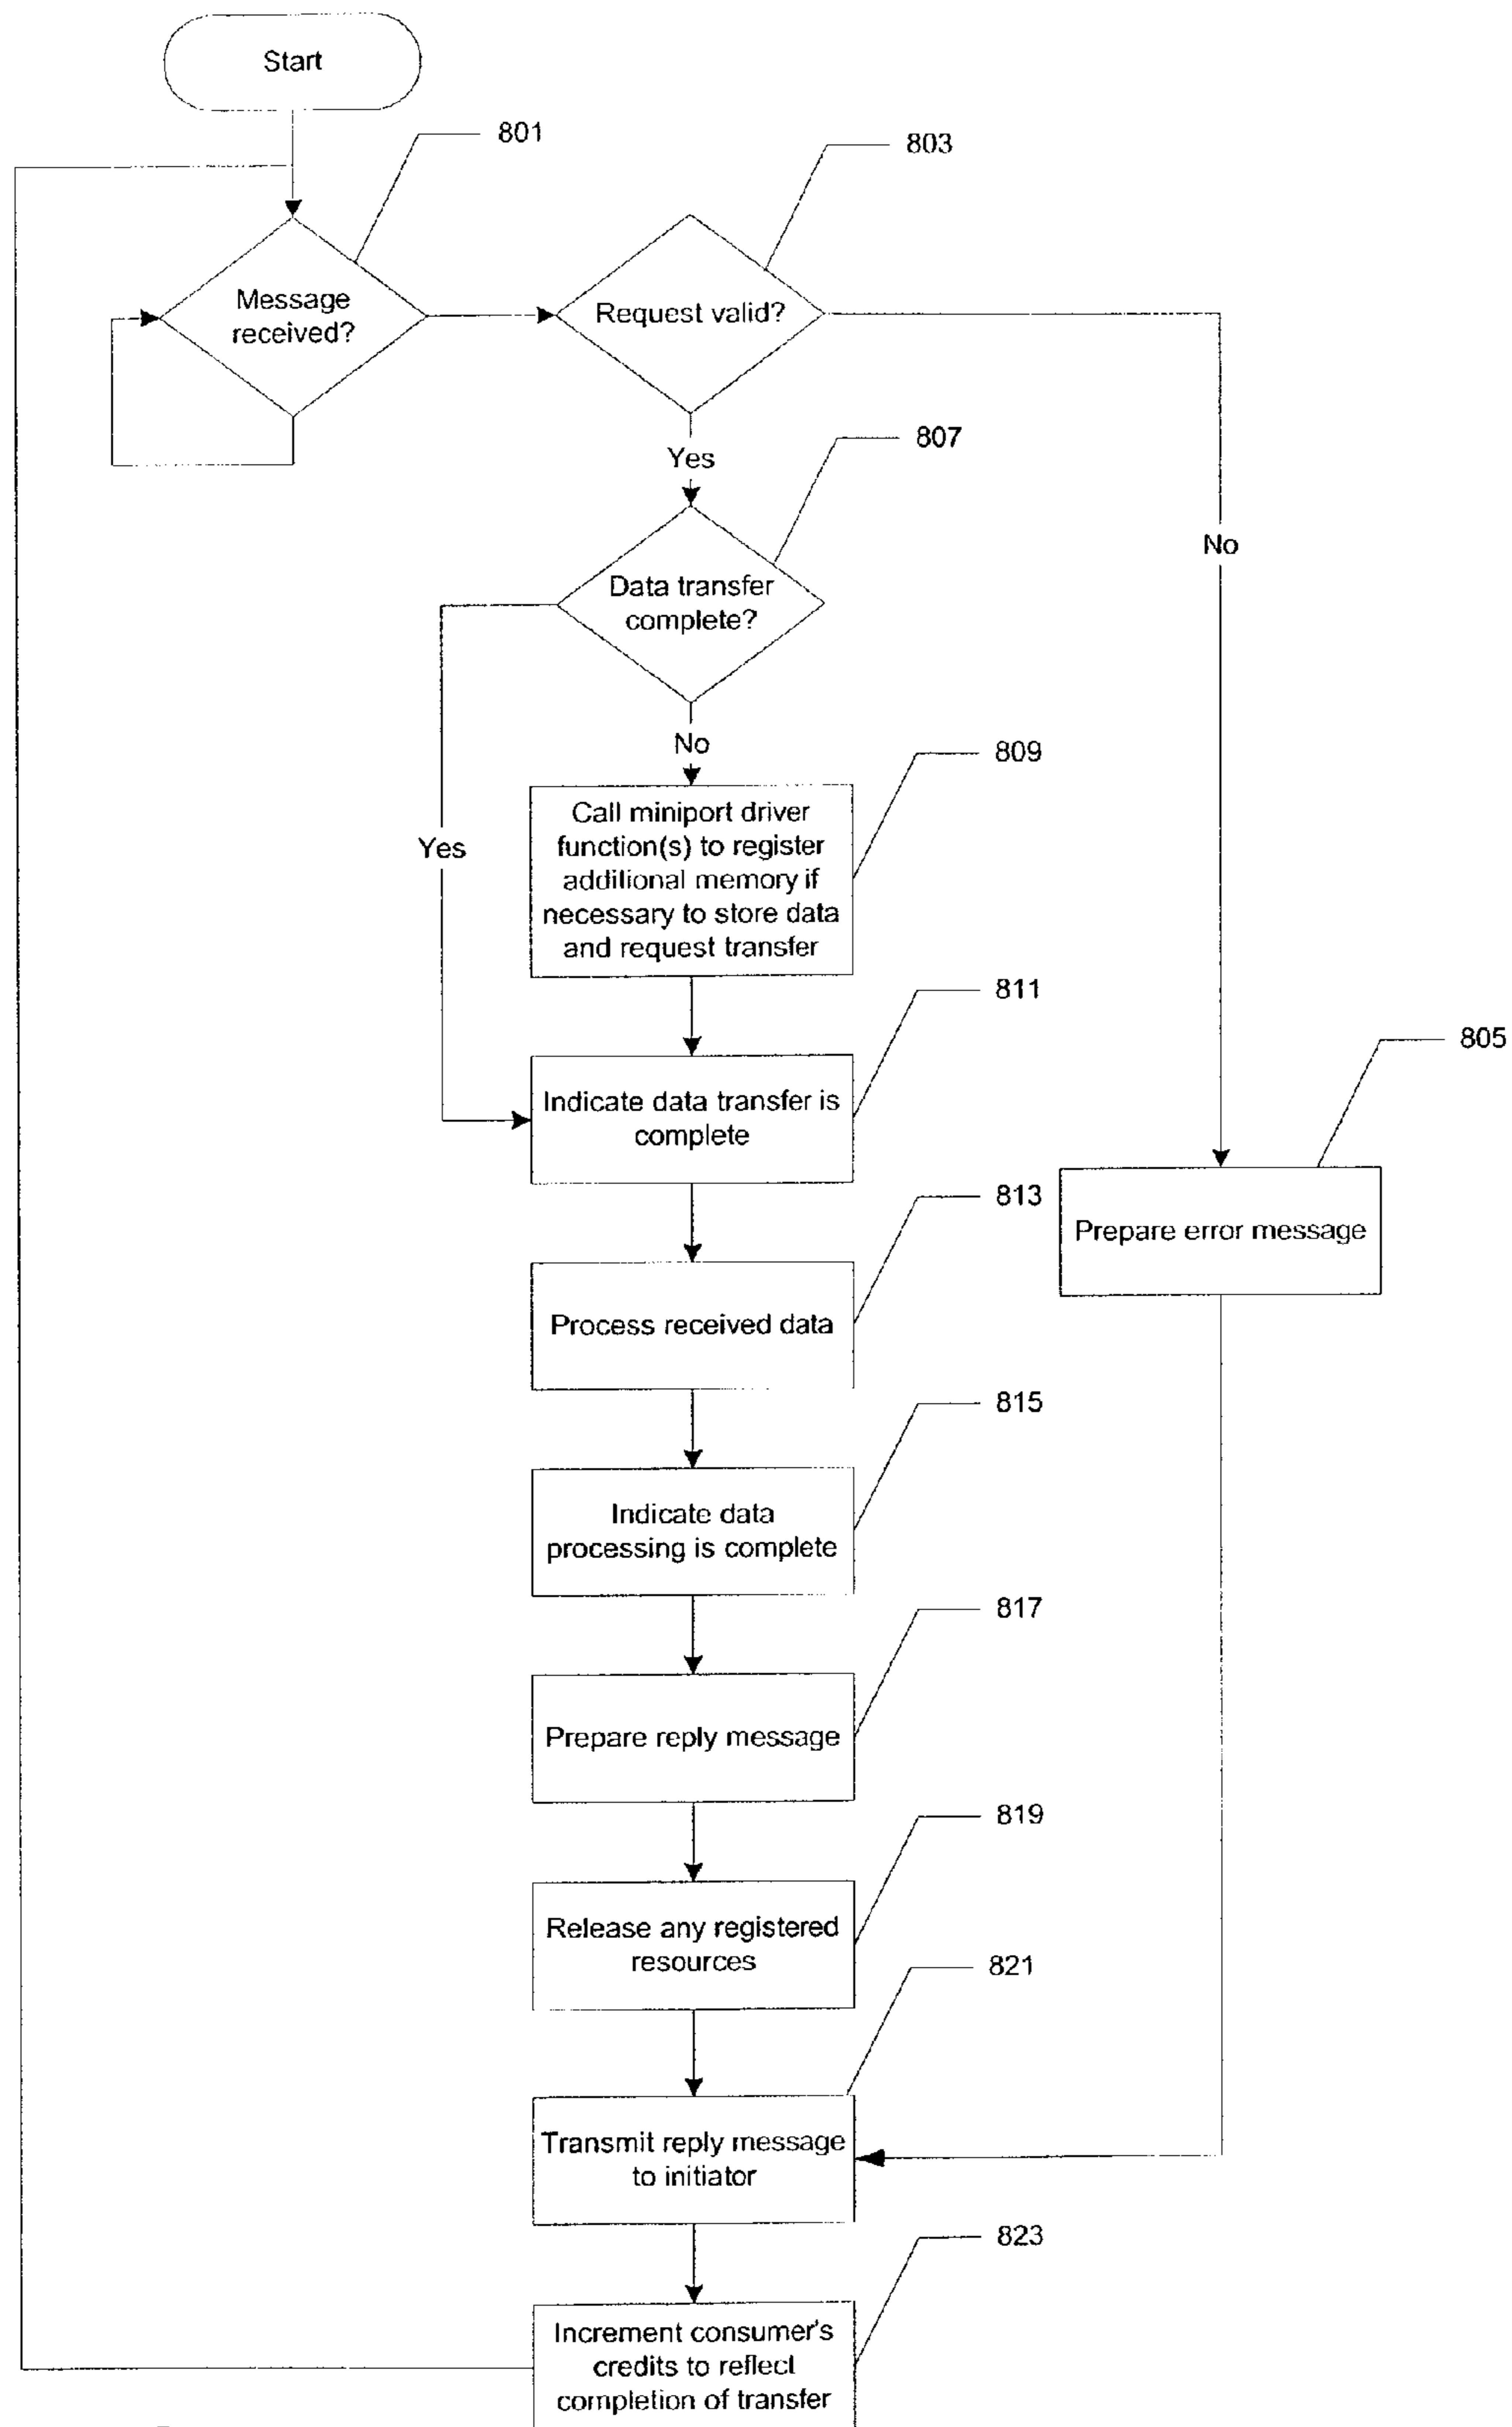 Start
801
803
Message
received?
Request valid?
Yes
807
No
Data transfer
complete?
No
809
Call miniport driver
function(s) to register
additional memory if
necessary to store data
and request transfer
Yes
811
805
Indicate data transfer is
complete
813
Prepare error message
Process received data
815
Indicate data
processing is complete
817
Prepare reply message
819
Release any registered
resources
821
Transmit reply message
to initiator
823
Increment consumer's
credits to reflect
completion of transfer